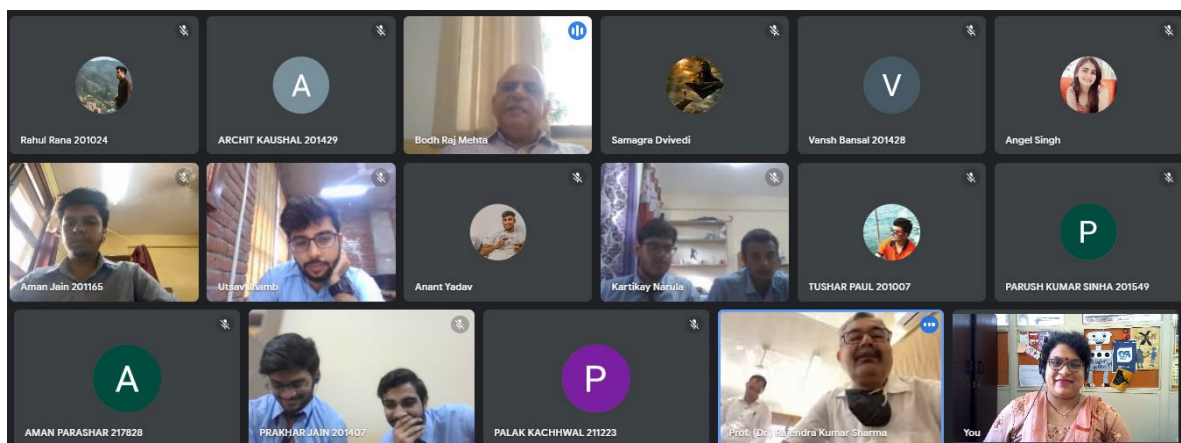 Rahul Rana 201024
A
ARCHIT KAUSHAL 201429
Bodh Raj Mehta
Samagra Dvivedi
V
Vansh Bansal 201428
Angel Singh
Aman Jain 201165
Anant Yadav
Kartikay Narula
TUSHAR PAUL 201007
P
PARUSH KUMAR SINHA 201549
A
AMAN PARASHAR 217828
PRAKHAR JAIN 201407
P
PALAK KACHHWAL 211223
Prof. (Dr.) Rajendra Kumar Sharma
You